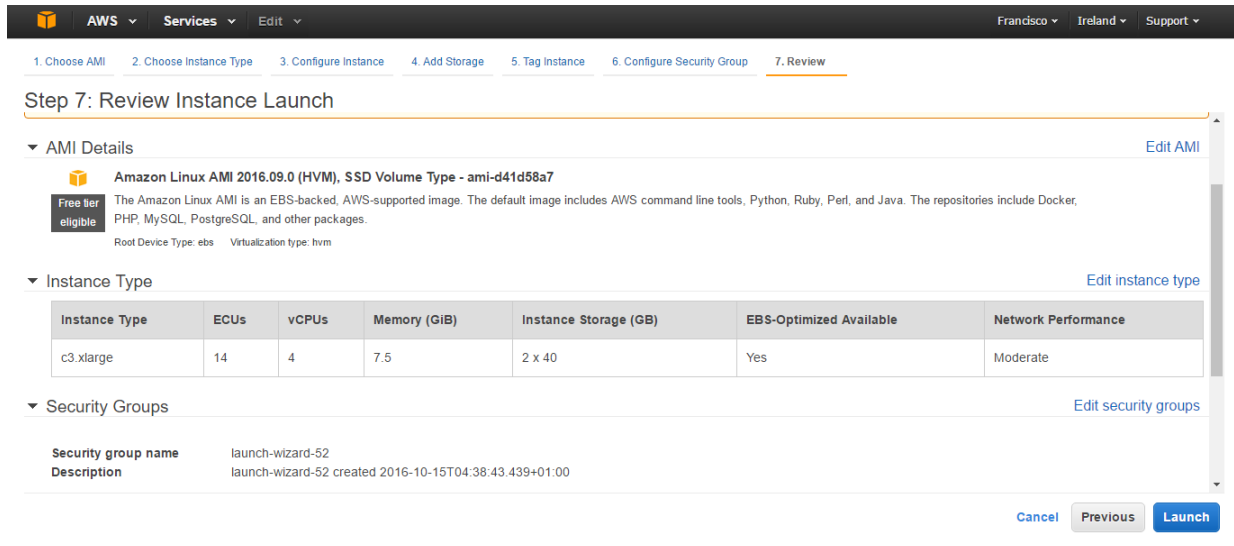 AWS Services Edit Francisco Ireland Support
1. Choose AMI 2. Choose Instance Type 3. Configure Instance 4. Add Storage 5. Tag Instance 6. Configure Security Group 7. Review
Step 7: Review Instance Launch
AMI Details Edit AMI
Amazon Linux AMI 2016.09.0 (HVM), SSD Volume Type - ami-d41d58a7
Free tier eligible
The Amazon Linux AMI is an EBS-backed, AWS-supported image. The default image includes AWS command line tools, Python, Ruby, Perl, and Java. The repositories include Docker,
PHP, MySQL, PostgreSQL, and other packages.
Root Device Type: ebs Virtualization type: hvm
Instance Type Edit instance type
Instance Type ECUs vCPUs Memory (GiB) Instance Storage (GB) EBS-Optimized Available Network Performance
c3.xlarge 14 4 7.5 2 x 40 Yes Moderate
Security Groups Edit security groups
Security group name launch-wizard-52
Description launch-wizard-52 created 2016-10-15T04:38:43.439+01:00
Cancel Previous Launch